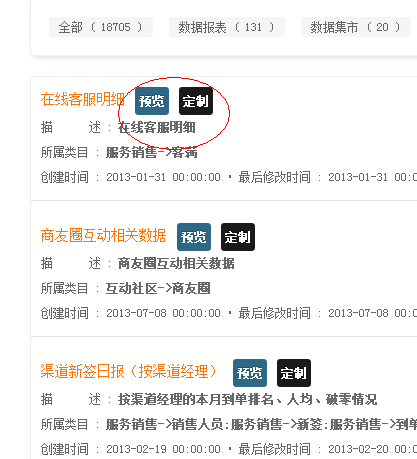 全部 ( 18705 ) 数据报表 ( 131 ) 数据集市 ( 20 )
在线客服明细 预览 定制
描 述 : 在线客服明细
所属类目 : 服务销售->客满
创建时间 : 2013-01-31 00:00:00 • 最后修改时间 : 2013-01-31 00:0
商友圈互动相关数据 预览 定制
描 述 : 商友圈互动相关数据
所属类目 : 互动社区->商友圈
创建时间 : 2013-07-08 00:00:00 • 最后修改时间 : 2013-07-08 00:0
渠道新签日报（按渠道经理） 预览 定制
描 述 : 按渠道经理的本月到单排名、人均、破零情况
所属类目 : 服务销售->销售人员;服务销售->新签;服务销售->到单
创建时间 : 2013-02-19 00:00:00 • 最后修改时间 : 2013-02-20 00:0